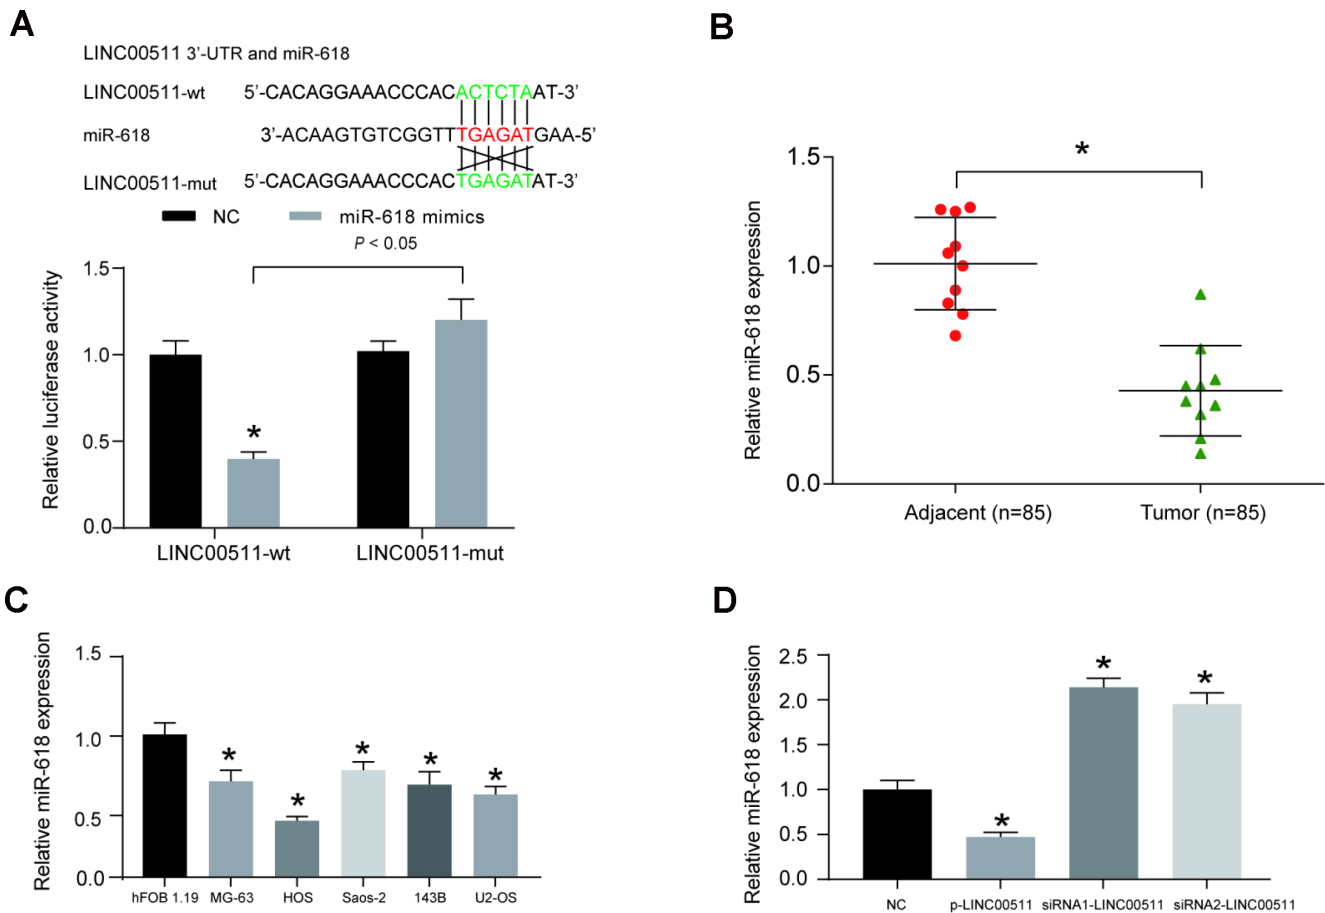 A
LINC00511 3'-UTR and miR-618
LINC00511-wt 5'-CACAGGAAACCCACACTCTAAT-3'
miR-618 3'-ACAAGTGTCGGTTTGAGATGAA-5'
LINC00511-mut 5'-CACAGGAAACCCACTGAGATAT-3'
NC miR-618 mimics
P < 0.05
Relative luciferase activity
1.5
1.0
*
0.5
0.0
LINC00511-wt LINC00511-mut
B
*
Relative miR-618 expression
1.5
1.0
0.5
0.0
Adjacent (n=85) Tumor (n=85)
C
Relative miR-618 expression
1.5
1.0
0.5
0.0
* * * * *
hFOB 1.19 MG-63 HOS Saos-2 143B U2-OS
D
Relative miR-618 expression
2.5
2.0
1.5
1.0
0.5
0.0
* * *
NC p-LINC00511 siRNA1-LINC00511 siRNA2-LINC00511